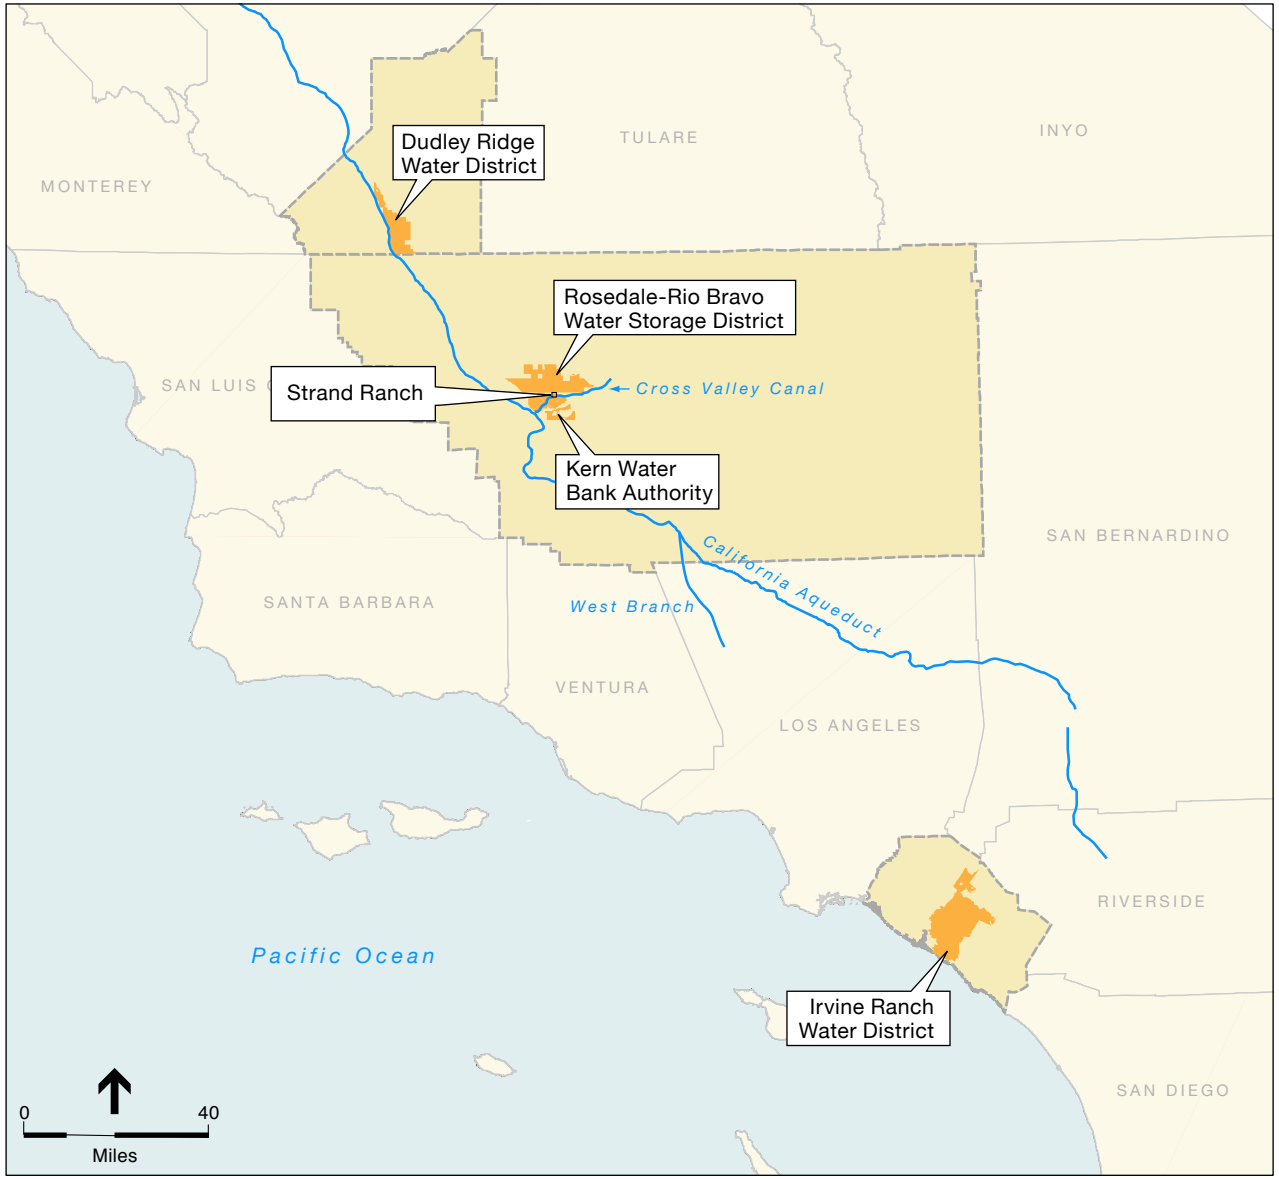 INYO
TULARE
Dudley Ridge
Water District
MONTEREY
Rosedale-Rio Bravo
Water Storage District
SAN LUIS
Strand Ranch
Cross Valley Canal
Kern Water
Bank Authority
SAN BERNARDINO
California Aqueduct
SANTA BARBARA
West Branch
VENTURA
LOS ANGELES
RIVERSIDE
Pacific Ocean
Irvine Ranch
Water District
SAN DIEGO
0 40
Miles